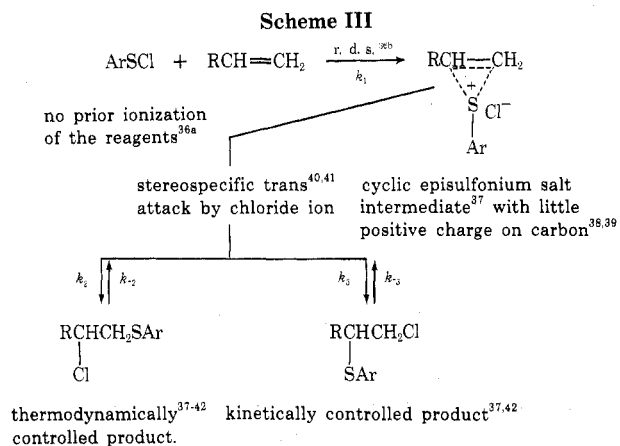 Scheme III
ArSCl + RCH=CH₂ r. d. s.³⁶ᵇ k₁ RCH=CH₂
+
S Cl⁻
Ar
no prior ionization
of the reagents³⁶ᵃ
stereospecific trans⁴⁰,⁴¹
attack by chloride ion
cyclic episulfonium salt
intermediate³⁷ with little
positive charge on carbon³⁸,³⁹
k₂ k₋₂ k₃ k₋₃
RCHCH₂SAr RCHCH₂Cl
Cl SAr
thermodynamically³⁷⁻⁴² kinetically controlled product³⁷,⁴²
controlled product.